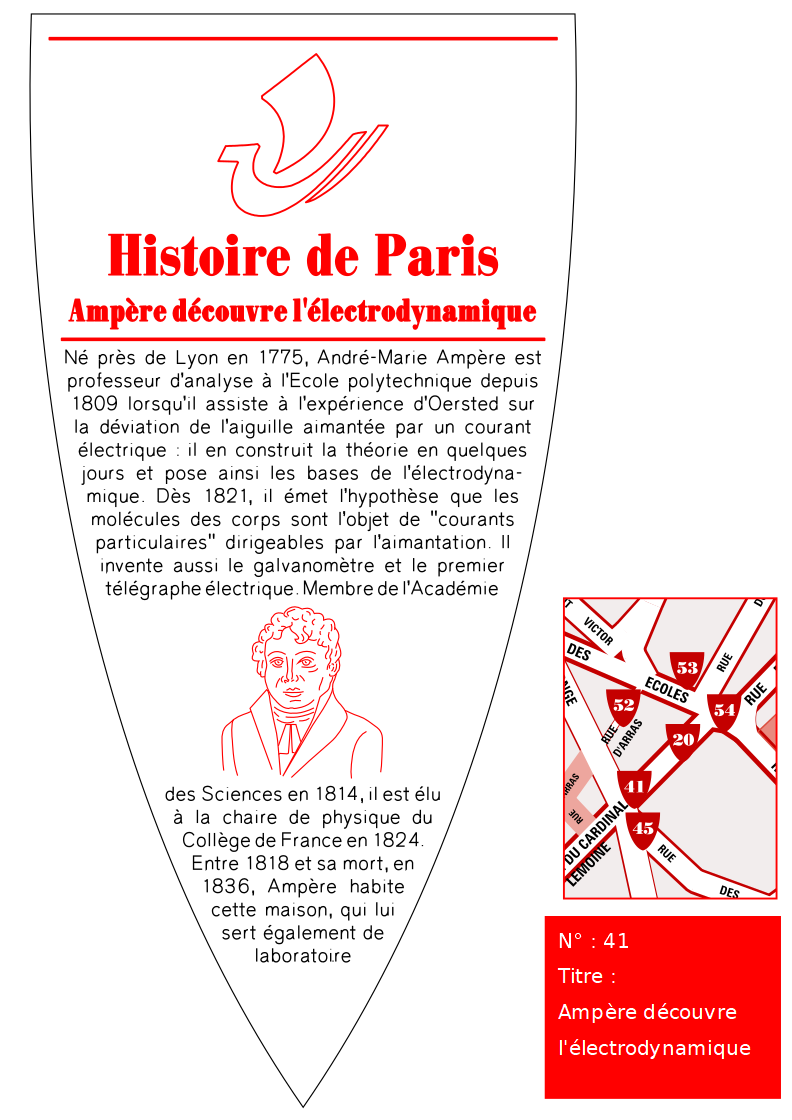 Histoire de Paris
Ampère découvre l'électrodynamique
Né près de Lyon en 1775, André-Marie Ampère est
professeur d'analyse à l'Ecole polytechnique depuis
1809 lorsqu'il assiste à l'expérience d'Oersted sur
la déviation de l'aiguille aimantée par un courant
électrique : il en construit la théorie en quelques
jours et pose ainsi les bases de l'électrodyna-
mique. Dès 1821, il émet l'hypothèse que les
molécules des corps sont l'objet de "courants
particulaires" dirigeables par l'aimantation. Il
invente aussi le galvanomètre et le premier
télégraphe électrique. Membre de l'Académie
des Sciences en 1814, il est élu
à la chaire de physique du
Collège de France en 1824.
Entre 1818 et sa mort, en
1836, Ampère habite
cette maison, qui lui
sert également de
laboratoire
VICTOR
DES
ECOLES
RUE
RUE
NGE
53
52
54
20
RUE
D'ARRAS
RRAS
RUE
41
45
DU CARDINAL
LEMOINE
RUE
DES
N° : 41
Titre :
Ampère découvre
l'électrodynamique